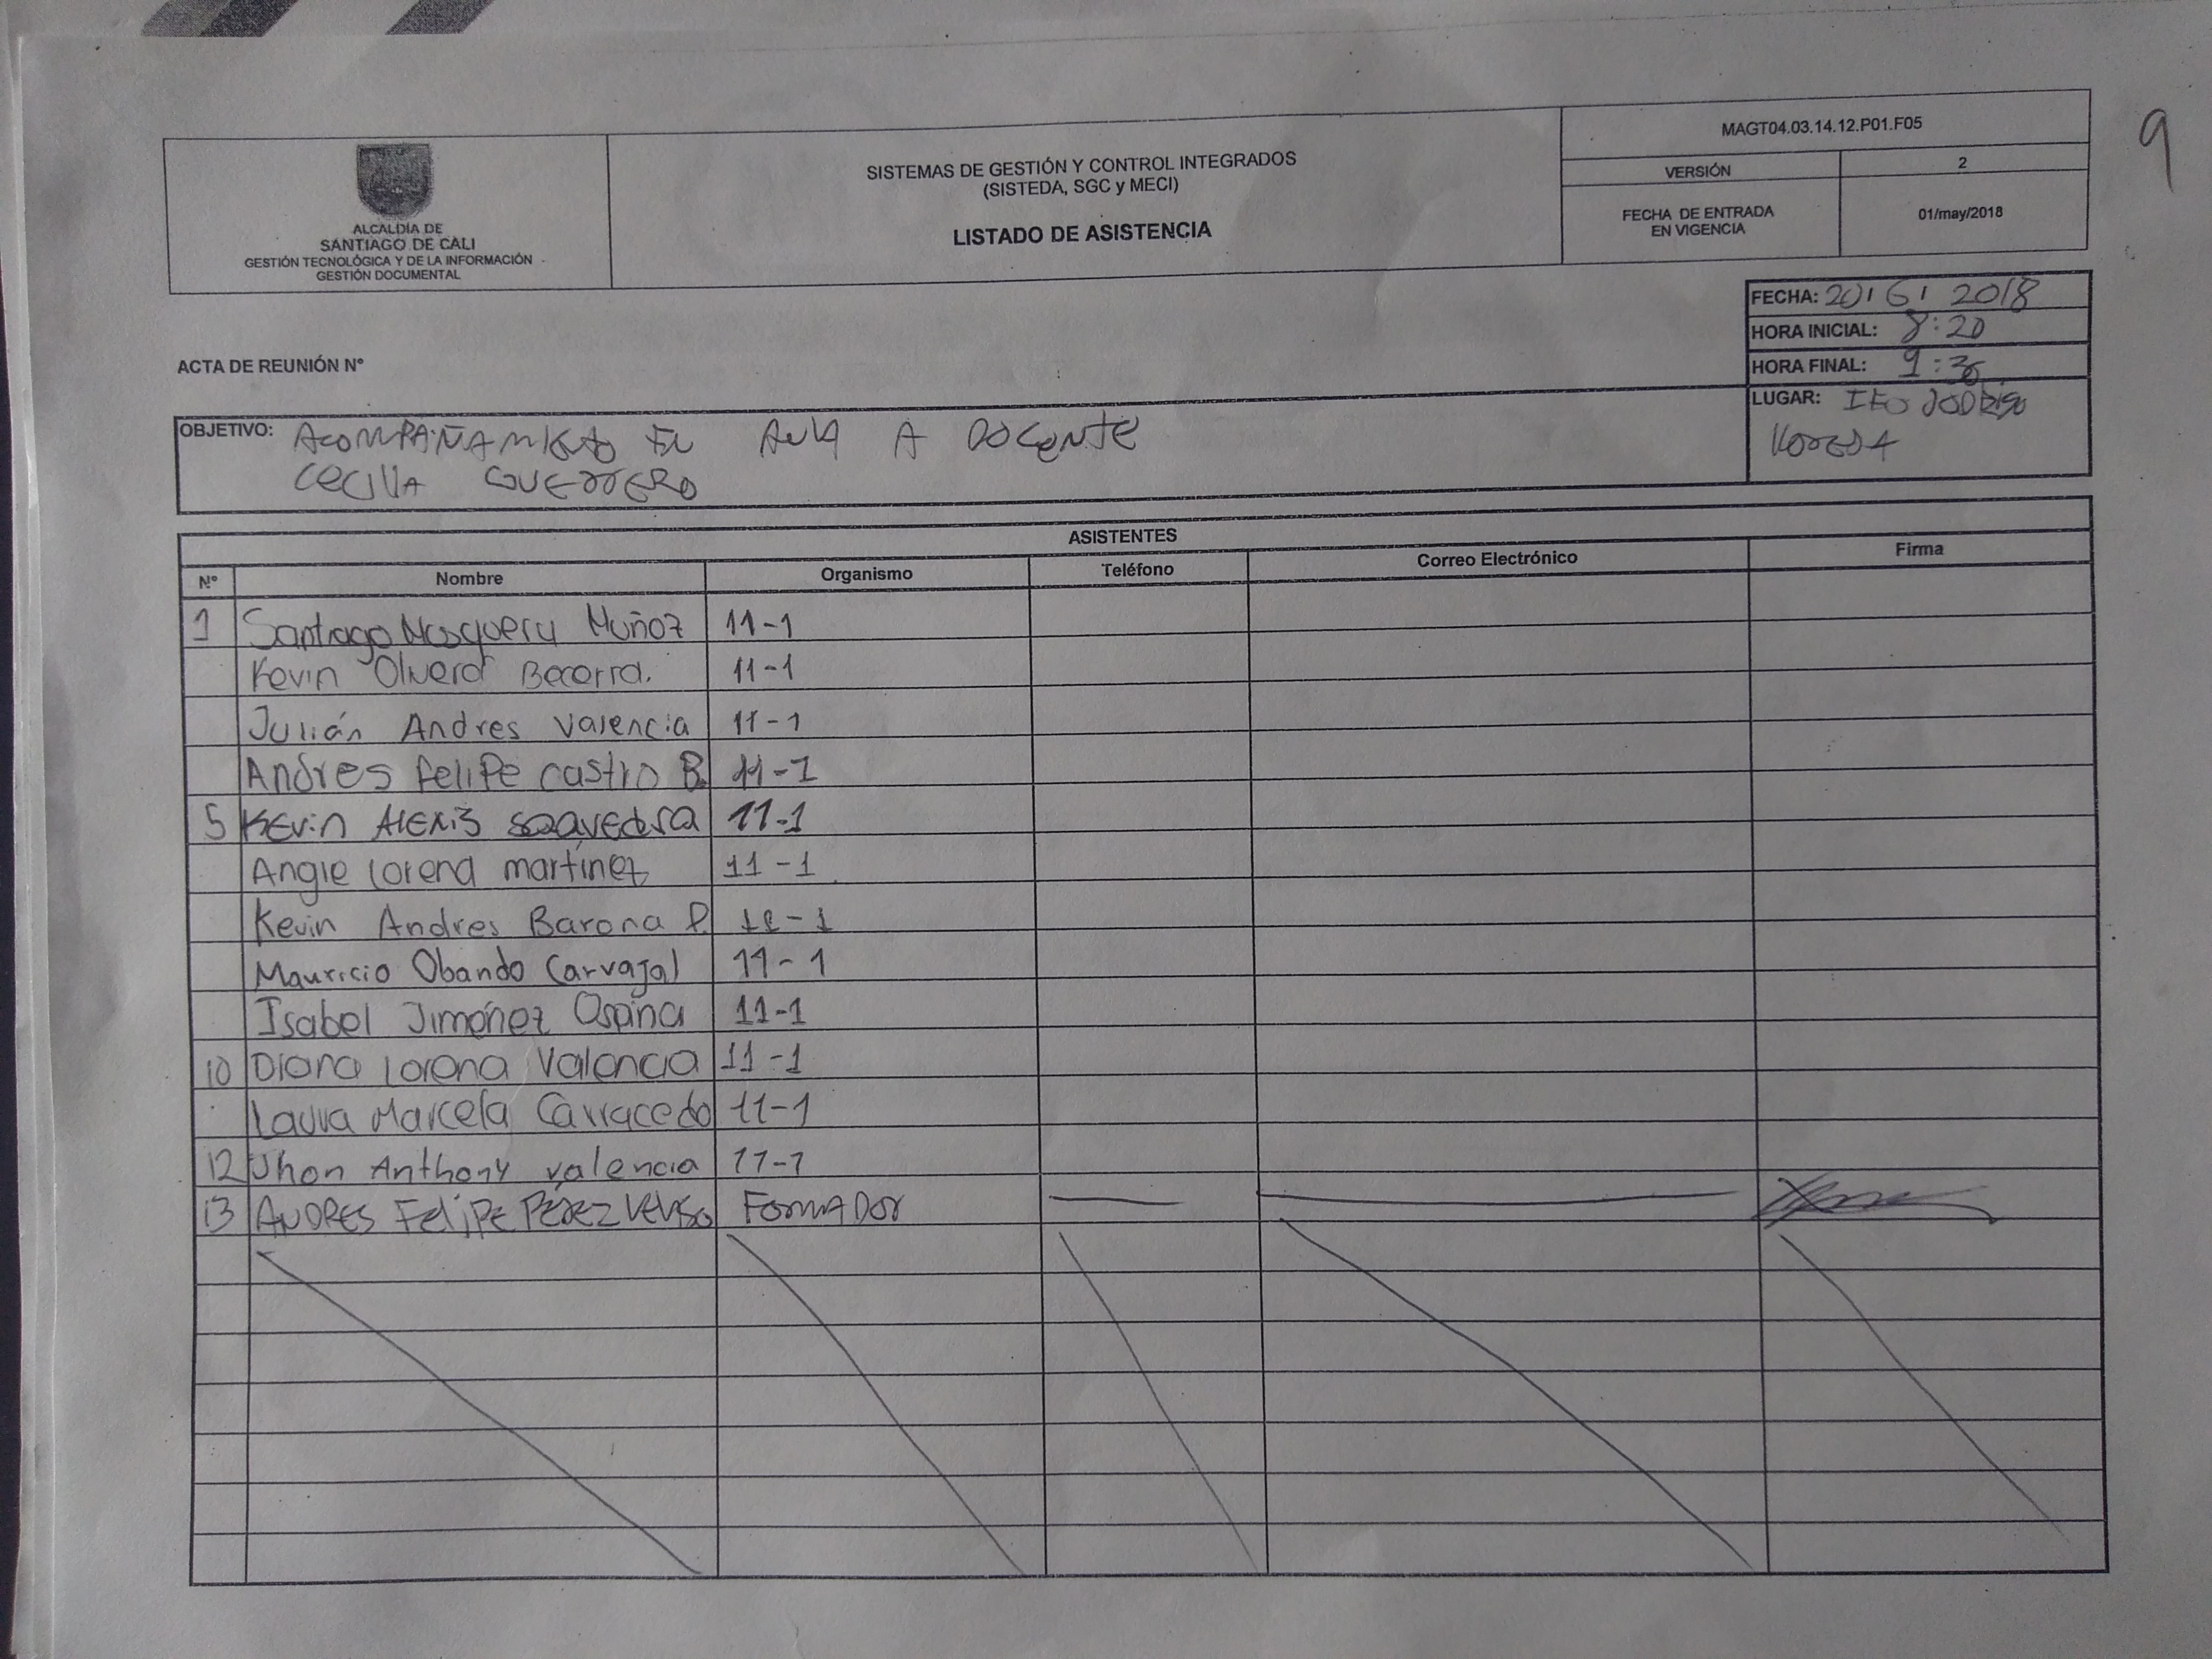 9
MAGT04.03.14.12.P01.F05
SISTEMAS DE GESTIÓN Y CONTROL INTEGRADOS
(SISTEDA, SGC y MECI)
LISTADO DE ASISTENCIA
VERSIÓN 2
FECHA DE ENTRADA
EN VIGENCIA
01/may/2018
ALCALDÍA DE
SANTIAGO DE CALI
GESTIÓN TECNOLÓGICA Y DE LA INFORMACIÓN
GESTIÓN DOCUMENTAL
FECHA: 20/6/2018
HORA INICIAL: 8:20
ACTA DE REUNIÓN N°
HORA FINAL: 9:30
LUGAR: IEO
OBJETIVO: ACOMPAÑAMIENTO EN AULA A DOCENTE
CECILIA GUERRERO
ASISTENTES
N° Nombre Organismo Teléfono Correo Electrónico Firma
1 Santiago Mosquera Muñoz 11-1
Kevin Olvera Becerra. 11-1
Julián Andres Valencia 11-1
Andres Felipe Castro B. 11-1
5 Kevin Alexis Saavedra 11-1
Angie Lorena Martínez 11-1
Kevin Andres Barona P. 11-1
Mauricio Obando Carvajal 11-1
Isabel Jiménez Ospina 11-1
10 Diana Lorena Valencia 11-1
Laura Marcela Carracedo 11-1
12 Jhon Anthony Valencia 11-1
13 ANDRES FELIPE PÉREZ FORMADOR